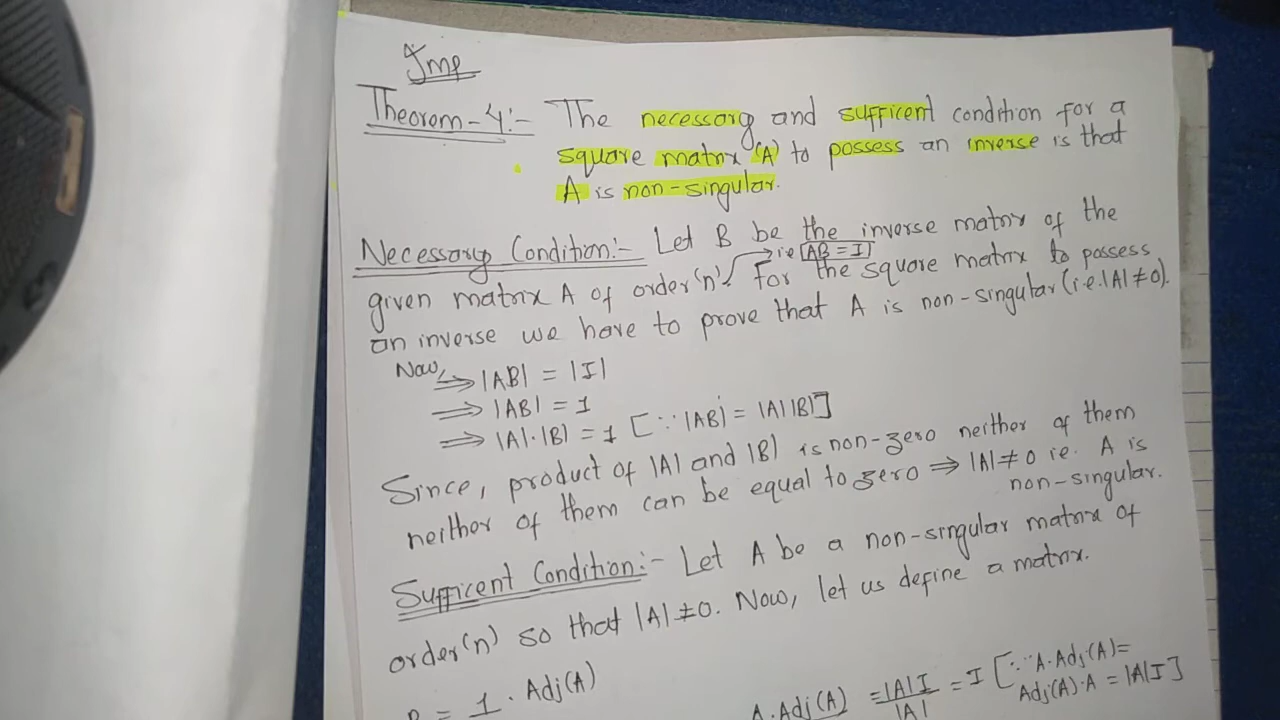 Imp
Theorem-4:- The necessary and sufficent condition for a
square matrix (A) to possess an inverse is that
A is non-singular.
Necessary Condition:- Let B be the inverse matrix of the
i.e [AB = I]
given matrix A of order 'n'. For the square matrix to possess
an inverse we have to prove that A is non-singular (i.e. |A| ≠ 0).
Now,
⇒ |AB| = |I|
⇒ |AB| = 1
⇒ |A|.|B| = 1 [∵ |AB| = |A||B|]
Since, product of |A| and |B| is non-zero neither of them
neither of them can be equal to zero ⇒ |A| ≠ 0 ie. A is
non-singular.
Sufficent Condition:- Let A be a non-singular matrix of
order(n) so that |A| ≠ 0. Now, let us define a matrix.
B = 1 . Adj(A)
A.Adj(A) = |A|I = I [∵ A.Adj(A) =
|A|
Adj(A).A = |A|I]